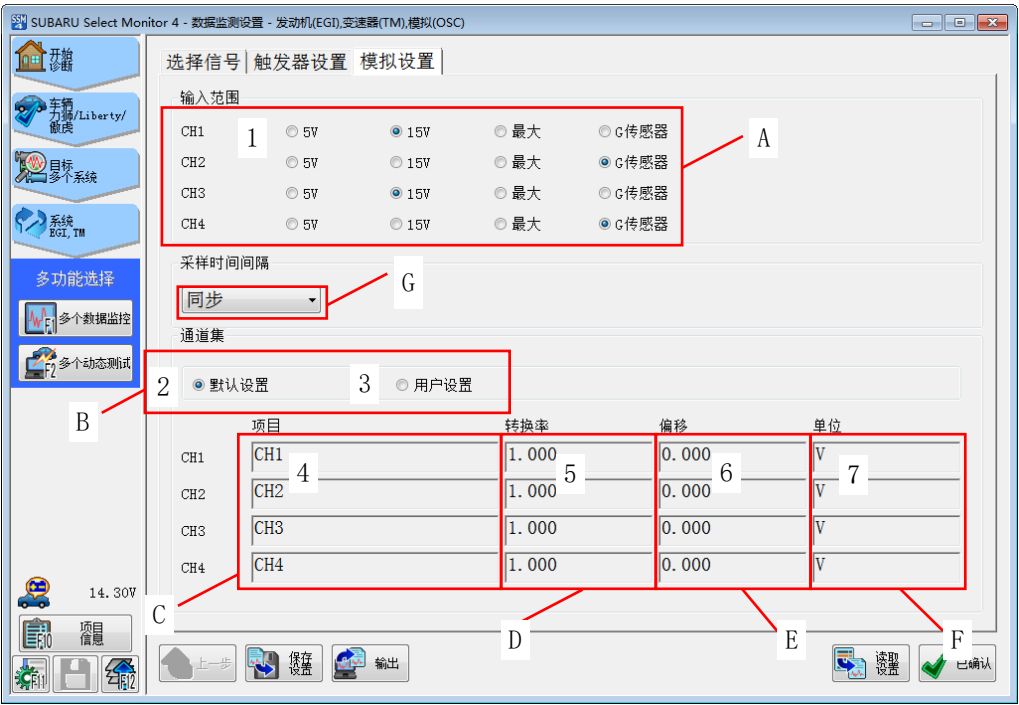 SUBARU Select Monitor 4 - 数据监测设置 - 发动机(EGI),变速器(TM),模拟(OSC)
开始
诊断
车辆
力狮/Liberty/
傲虎
目标
多个系统
系统
EGI,TM
多功能选择
F1 多个数据监控
F2 多个动态测试
14.30V
F10 项目
信息
F11 F12
选择信号 触发器设置 模拟设置
输入范围
CH1 1 5V 15V 最大 G传感器 A
CH2 5V 15V 最大 G传感器
CH3 5V 15V 最大 G传感器
CH4 5V 15V 最大 G传感器
采样时间间隔
同步 G
通道集
2 默认设置 3 用户设置
B
项目 转换率 偏移 单位
CH1 CH1 1.000 0.000 V
4 5 6 7
CH2 CH2 1.000 0.000 V
CH3 CH3 1.000 0.000 V
CH4 CH4 1.000 0.000 V
C D E F
上一步 保存
设置 输出 读取
设置 已确认